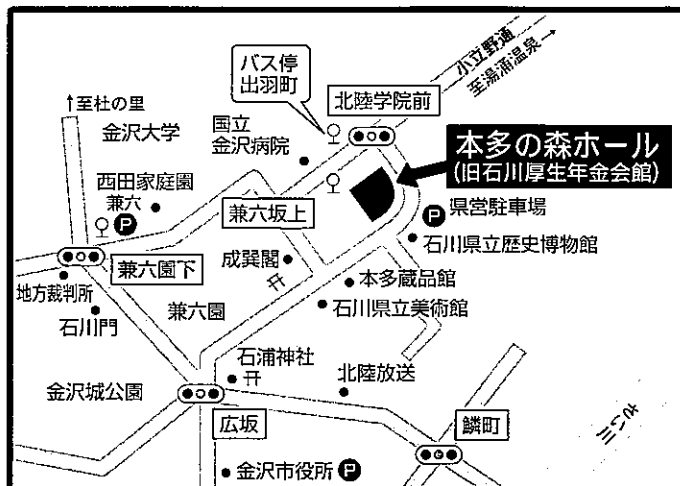 小立野通
至湯涌温泉→
バス停
出羽町
北陸学院前
↑至杜の里
金沢大学
国立
金沢病院
本多の森ホール
(旧石川厚生年金会館)
西田家庭園
兼六
P
兼六坂上
P
県営駐車場
石川県立歴史博物館
兼六園下
成巽閣
地方裁判所
本多蔵品館
兼六園
石川県立美術館
石川門
石浦神社
金沢城公園
北陸放送
広坂
鱗町
さい川
金沢市役所
P